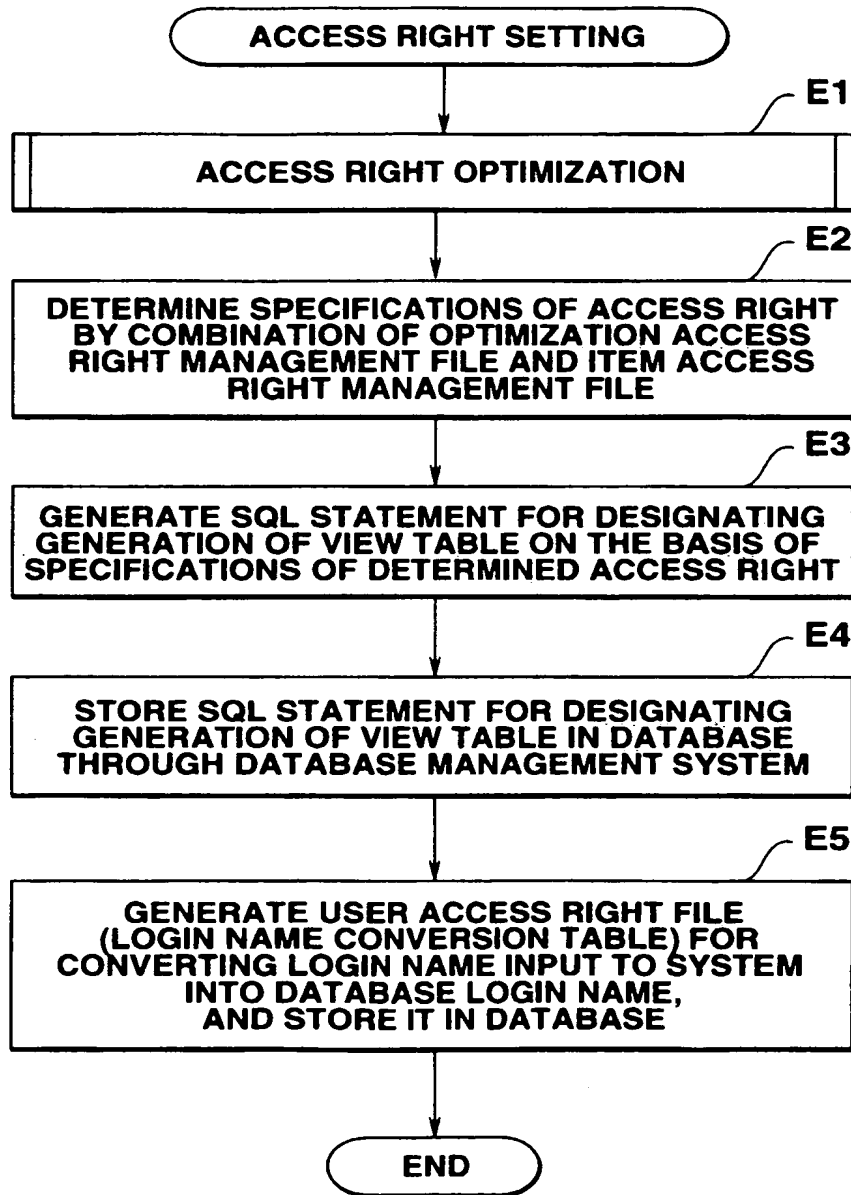 ACCESS RIGHT SETTING
E1
ACCESS RIGHT OPTIMIZATION
E2
DETERMINE SPECIFICATIONS OF ACCESS RIGHT
BY COMBINATION OF OPTIMIZATION ACCESS
RIGHT MANAGEMENT FILE AND ITEM ACCESS
RIGHT MANAGEMENT FILE
E3
GENERATE SQL STATEMENT FOR DESIGNATING
GENERATION OF VIEW TABLE ON THE BASIS OF
SPECIFICATIONS OF DETERMINED ACCESS RIGHT
E4
STORE SQL STATEMENT FOR DESIGNATING
GENERATION OF VIEW TABLE IN DATABASE
THROUGH DATABASE MANAGEMENT SYSTEM
E5
GENERATE USER ACCESS RIGHT FILE
(LOGIN NAME CONVERSION TABLE) FOR
CONVERTING LOGIN NAME INPUT TO SYSTEM
INTO DATABASE LOGIN NAME,
AND STORE IT IN DATABASE
END